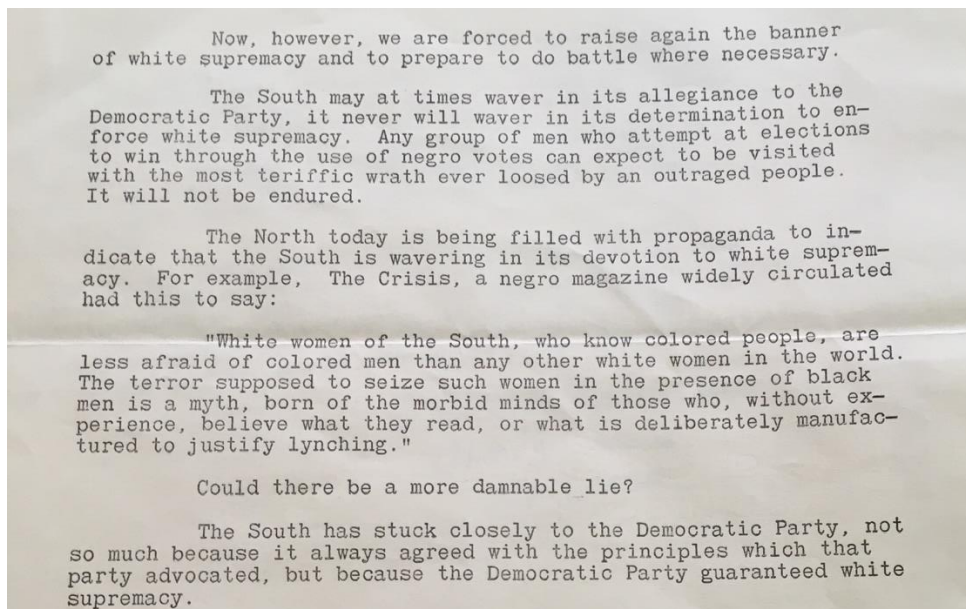 Now, however, we are forced to raise again the banner
of white supremacy and to prepare to do battle where necessary.
The South may at times waver in its allegiance to the
Democratic Party, it never will waver in its determination to en-
force white supremacy. Any group of men who attempt at elections
to win through the use of negro votes can expect to be visited
with the most teriffic wrath ever loosed by an outraged people.
It will not be endured.
The North today is being filled with propaganda to in-
dicate that the South is wavering in its devotion to white suprem-
acy. For example, The Crisis, a negro magazine widely circulated
had this to say:
"White women of the South, who know colored people, are
less afraid of colored men than any other white women in the world.
The terror supposed to seize such women in the presence of black
men is a myth, born of the morbid minds of those who, without ex-
perience, believe what they read, or what is deliberately manufac-
tured to justify lynching."
Could there be a more damnable lie?
The South has stuck closely to the Democratic Party, not
so much because it always agreed with the principles which that
party advocated, but because the Democratic Party guaranteed white
supremacy.